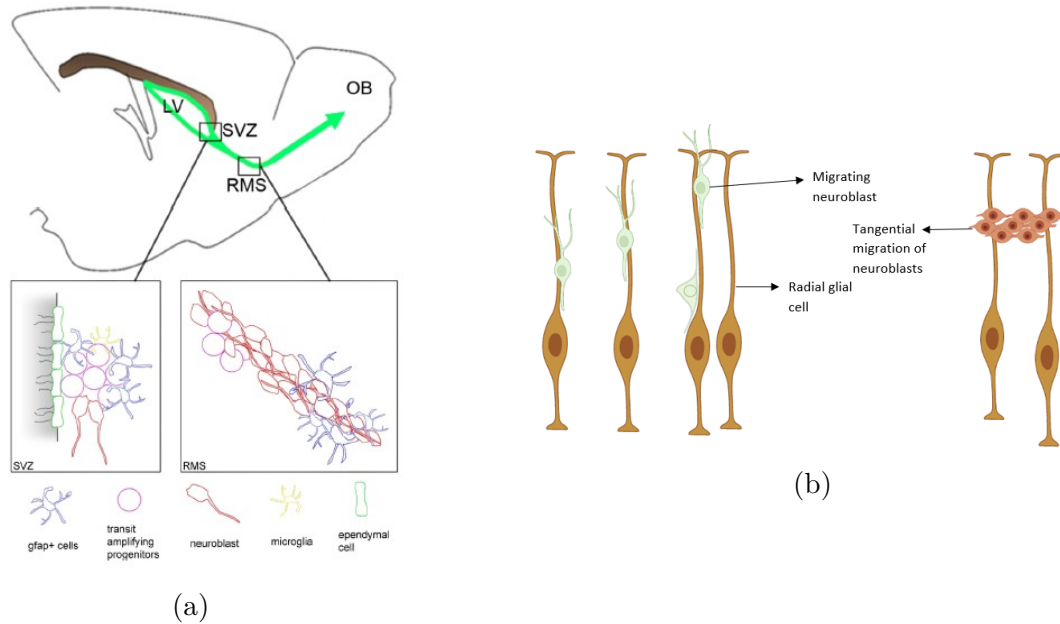 OB
LV
SVZ
RMS
SVZ
RMS
gfap+ cells
transit
amplifying
progenitors
neuroblast
microglia
ependymal
cell
(a)
Migrating
neuroblast
Tangential
migration of
neuroblasts
Radial glial
cell
(b)